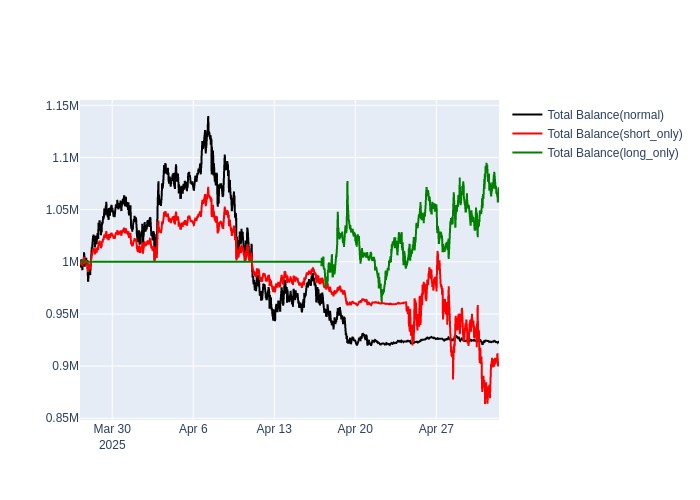 1.15M
1.1M
1.05M
1M
0.95M
0.9M
0.85M
Mar 30
2025
Apr 6
Apr 13
Apr 20
Apr 27
Total Balance(normal)
Total Balance(short_only)
Total Balance(long_only)